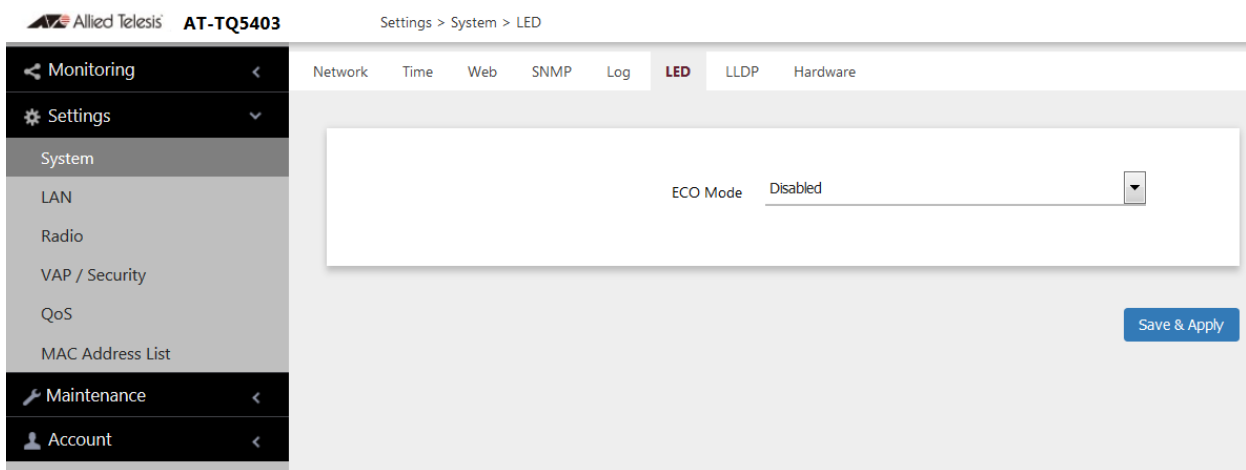 Allied Telesis AT-TQ5403 Settings > System > LED
Monitoring
Network Time Web SNMP Log LED LLDP Hardware
Settings
System
LAN
Radio
VAP / Security
QoS
MAC Address List
Maintenance
Account
ECO Mode Disabled
Save & Apply